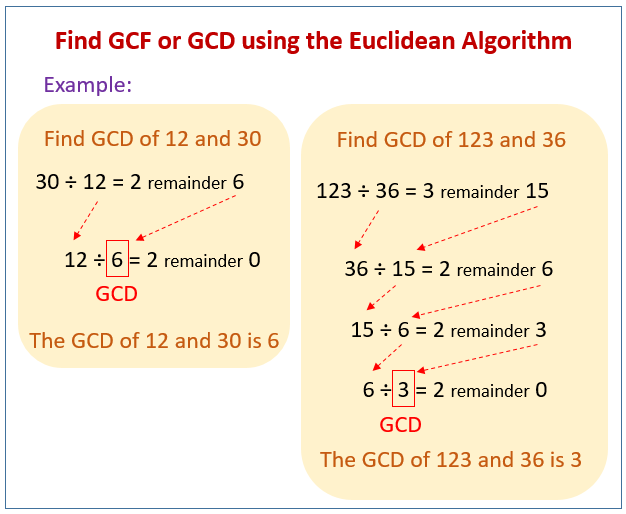 Find GCF or GCD using the Euclidean Algorithm
Example:
Find GCD of 12 and 30
30 ÷ 12 = 2 remainder 6
12 ÷ 6 = 2 remainder 0
GCD
The GCD of 12 and 30 is 6
Find GCD of 123 and 36
123 ÷ 36 = 3 remainder 15
36 ÷ 15 = 2 remainder 6
15 ÷ 6 = 2 remainder 3
6 ÷ 3 = 2 remainder 0
GCD
The GCD of 123 and 36 is 3